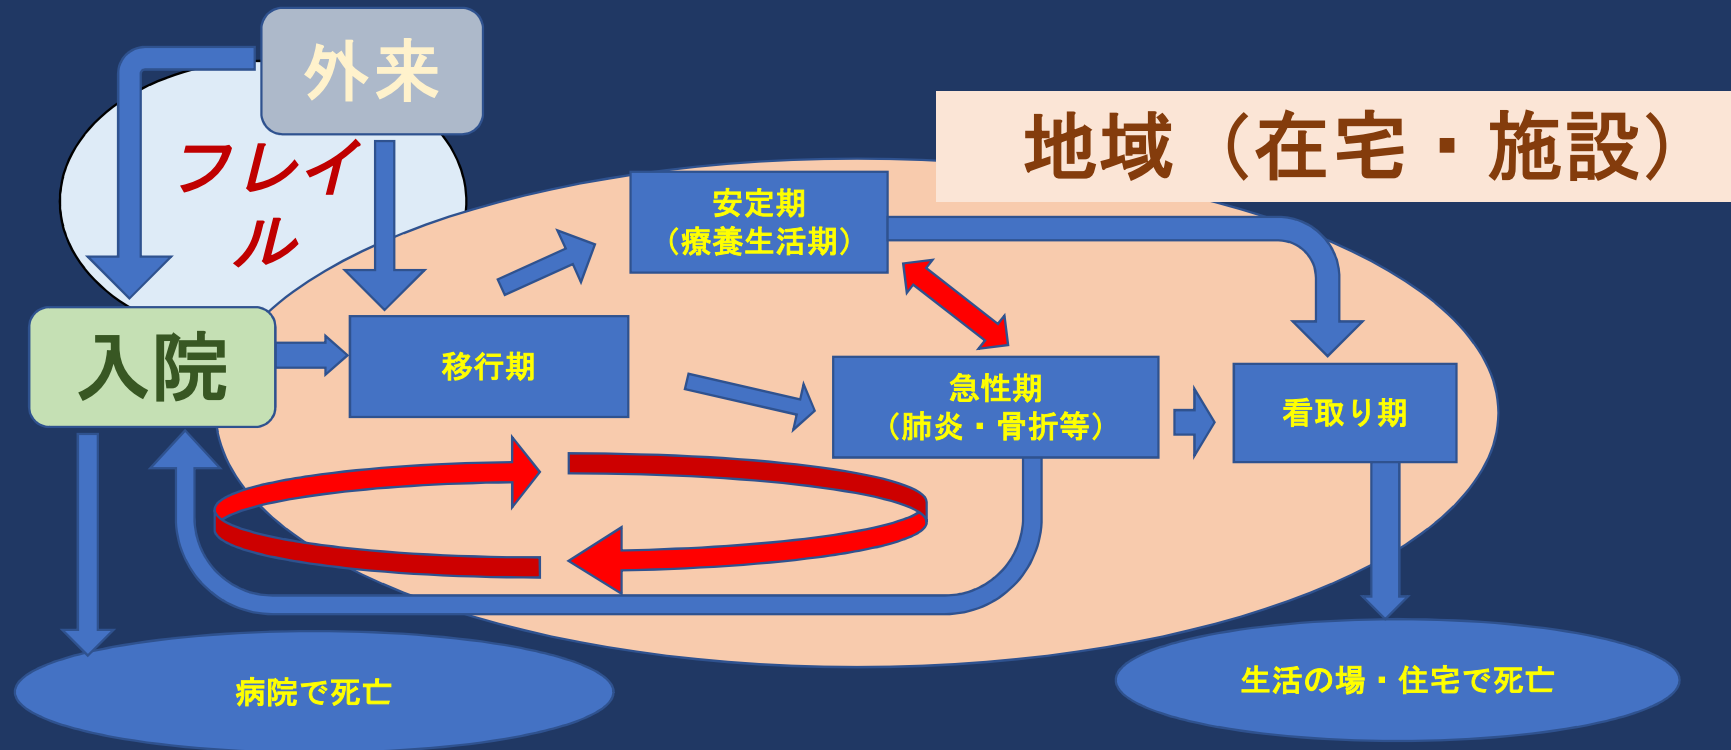 外来
フレイ
ル
地域（在宅・施設）
安定期
（療養生活期）
入院
移行期
急性期
（肺炎・骨折等）
看取り期
病院で死亡
生活の場・住宅で死亡